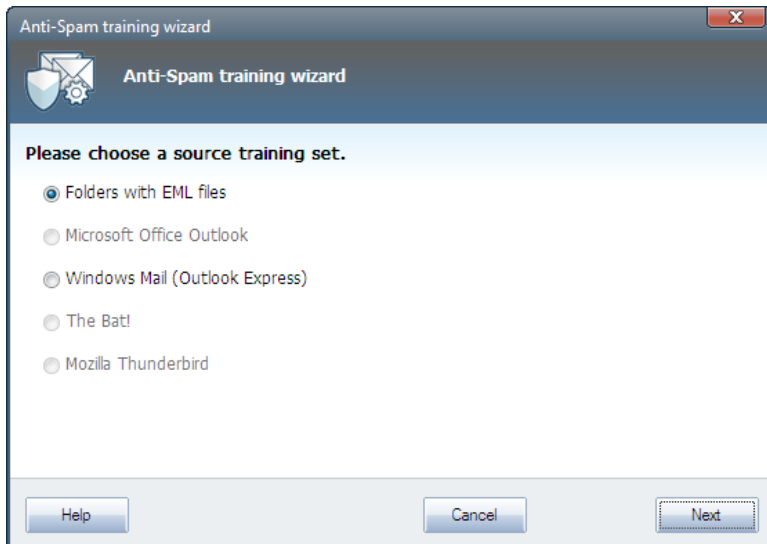 Anti-Spam training wizard
Anti-Spam training wizard
Please choose a source training set.
Folders with EML files
Microsoft Office Outlook
Windows Mail (Outlook Express)
The Bat!
Mozilla Thunderbird
Help Cancel Next